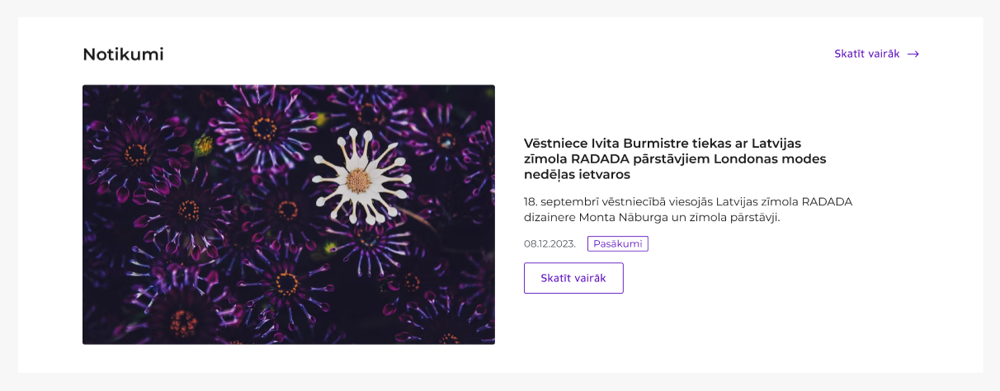 Notikumi
Skatīt vairāk →
Vēstniece Ivita Burmistre tiekas ar Latvijas
zīmola RADADA pārstāvjiem Londonas modes
nedēļas ietvaros
18. septembrī vēstniecībā viesojās Latvijas zīmola RADADA
dizainere Monta Nāburga un zīmola pārstāvji.
08.12.2023. Pasākumi
Skatīt vairāk